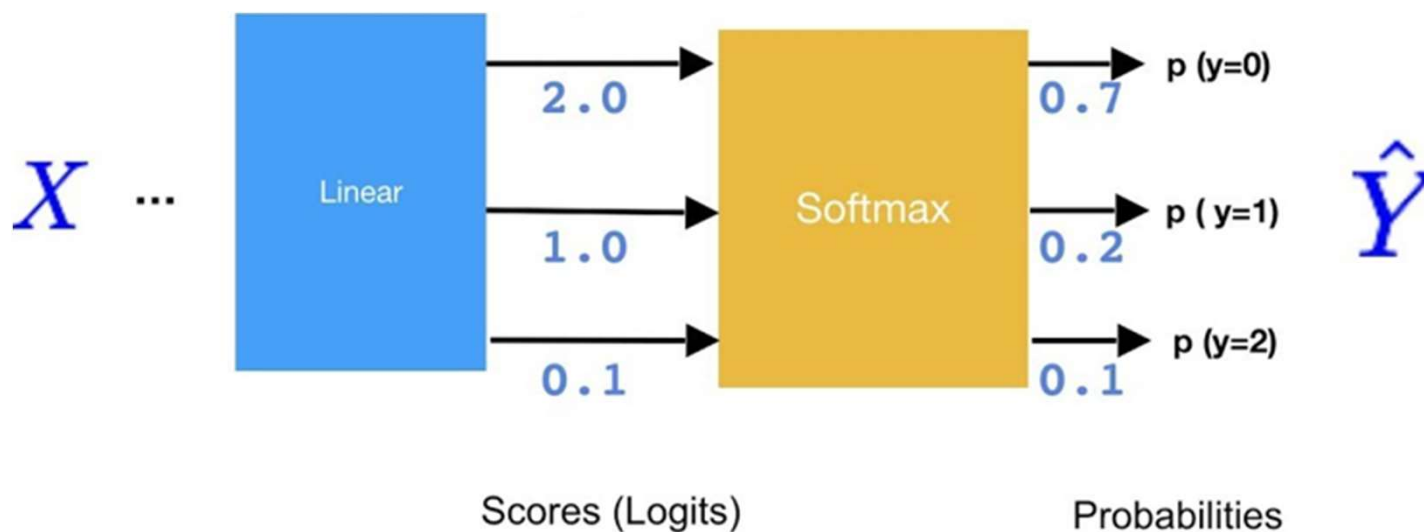 X
...
Linear
2.0
1.0
0.1
Softmax
0.7
0.2
0.1
p (y=0)
p ( y=1)
p (y=2)
Ŷ
Scores (Logits)
Probabilities